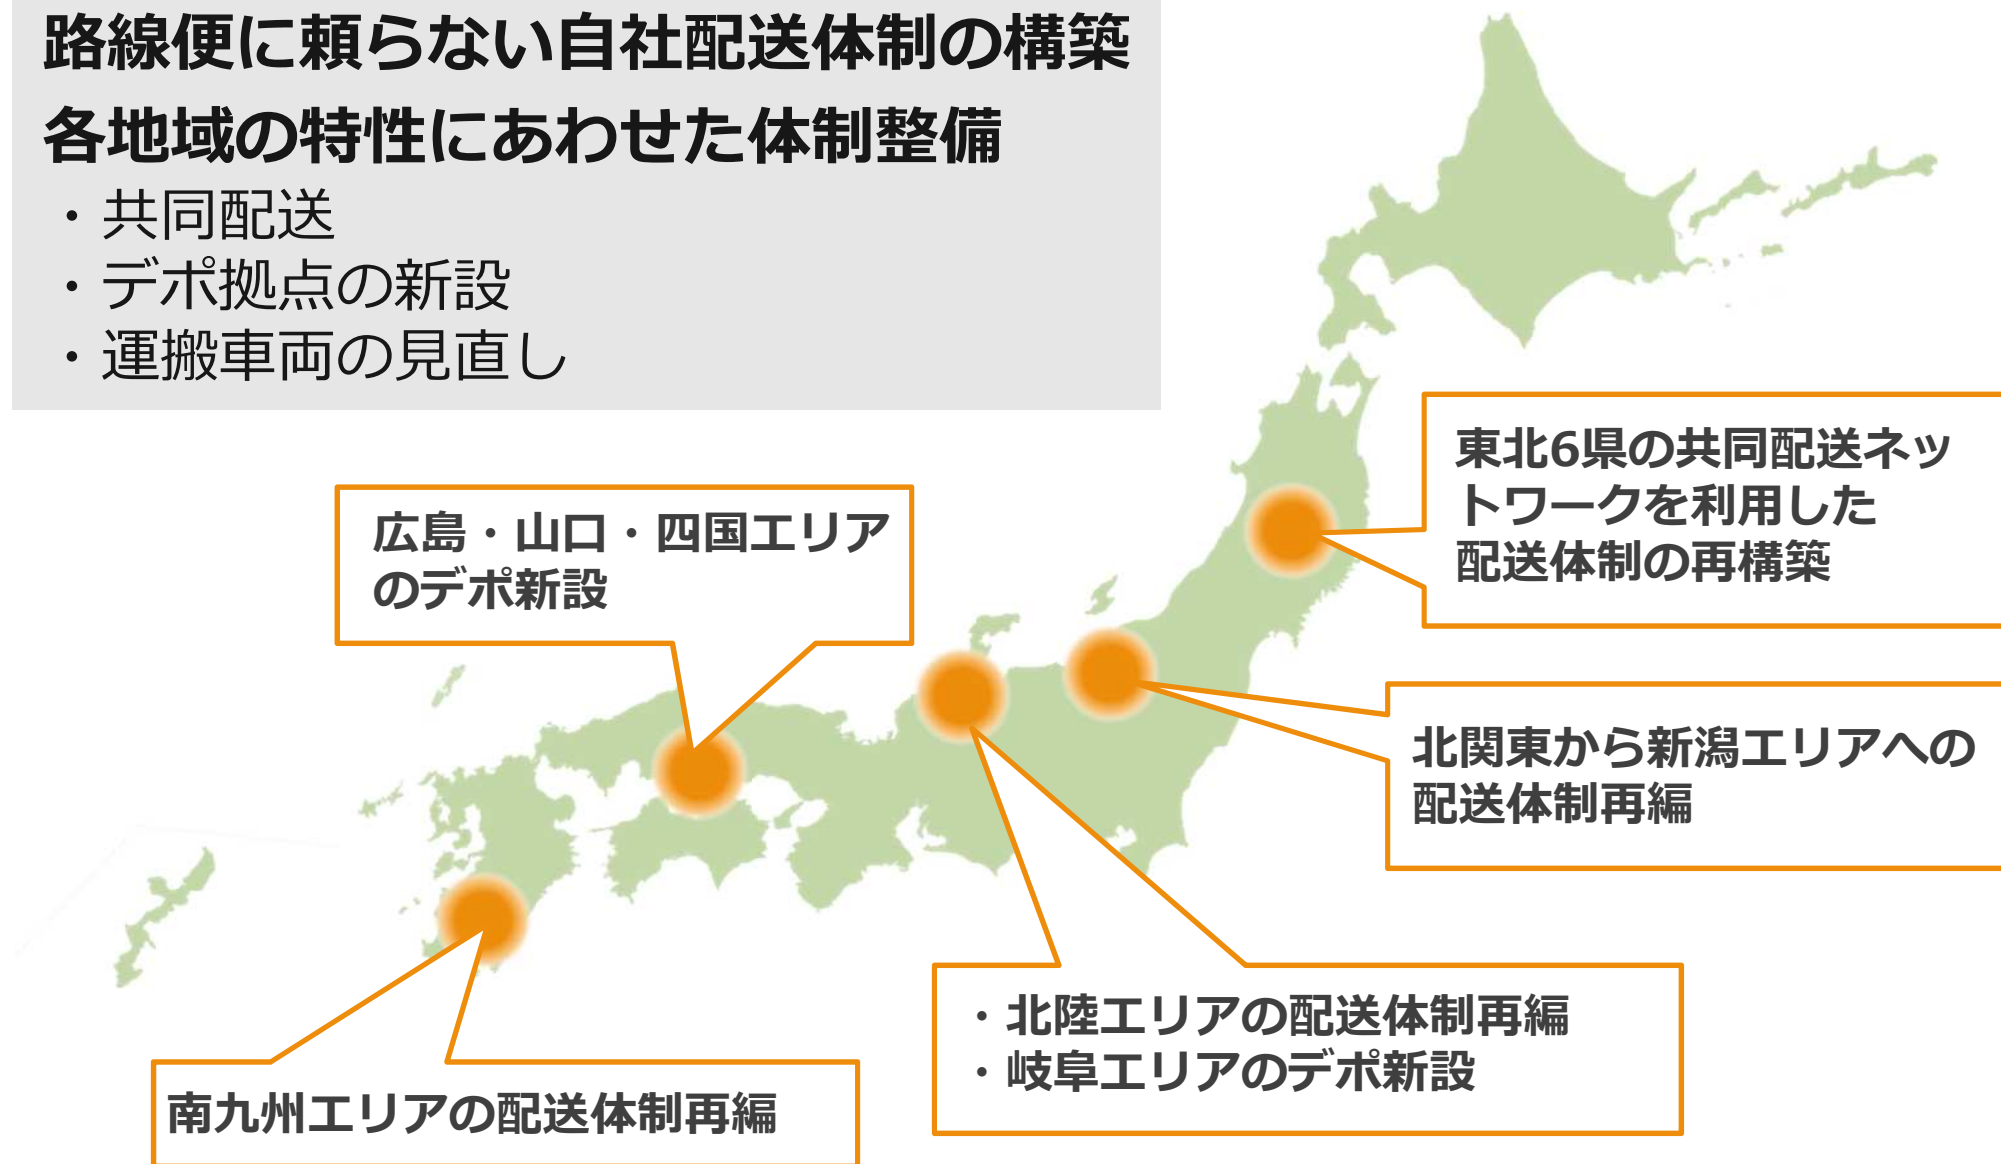 路線便に頼らない自社配送体制の構築
各地域の特性にあわせた体制整備
・共同配送
・デポ拠点の新設
・運搬車両の見直し
東北6県の共同配送ネッ
トワークを利用した
配送体制の再構築
広島・山口・四国エリア
のデポ新設
北関東から新潟エリアへの
配送体制再編
・北陸エリアの配送体制再編
・岐阜エリアのデポ新設
南九州エリアの配送体制再編